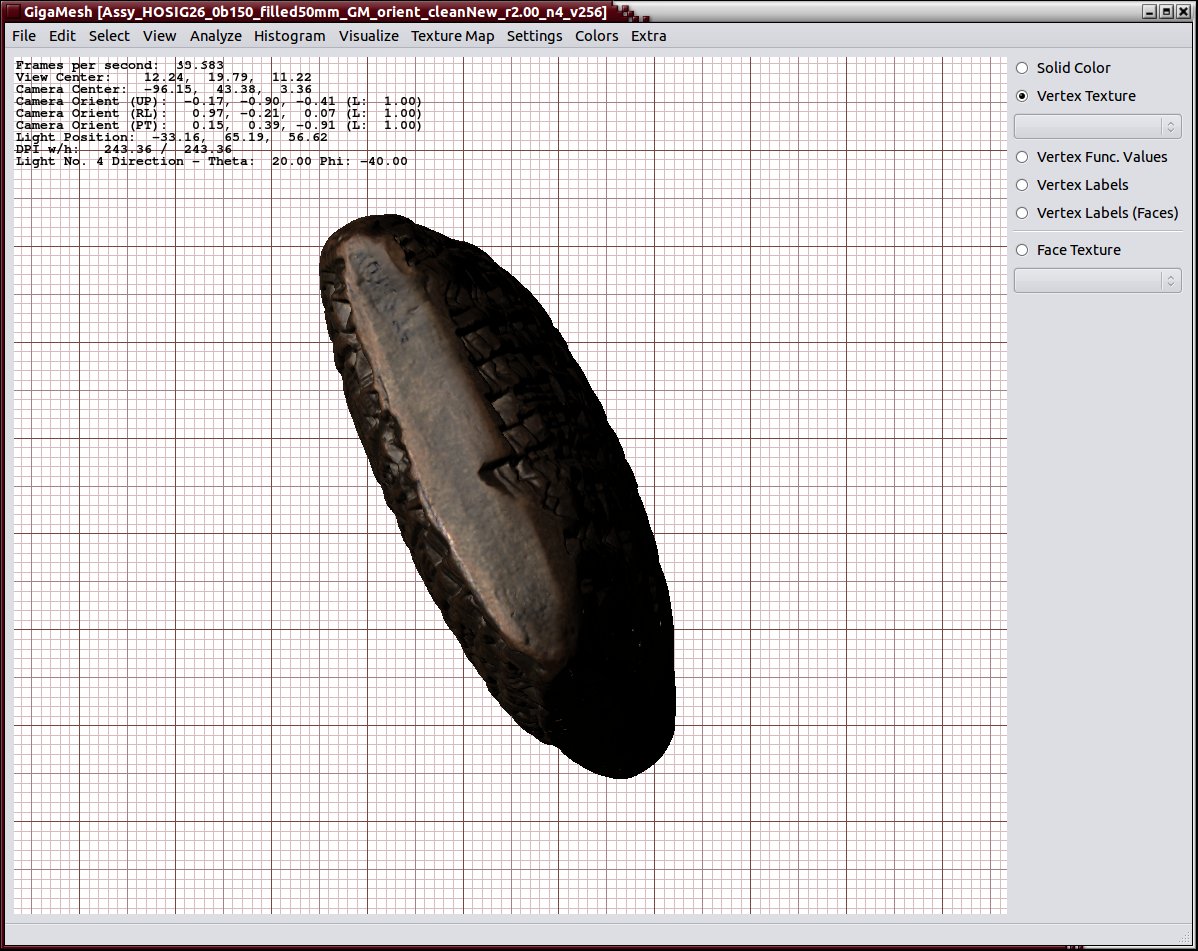 GigaMesh [Assy_HOSIG26_0b150_filled50mm_GM_orient_cleanNew_r2.00_n4_v256]
File Edit Select View Analyze Histogram Visualize Texture Map Settings Colors Extra
Frames per second:
View Center: 12.24, 19.79, 11.22
Camera Center: −96.15, 43.38, 3.36
Camera Orient (UP): −0.17, −0.90, −0.41 (L: 1.00)
Camera Orient (RL): 0.97, −0.21, 0.07 (L: 1.00)
Camera Orient (PT): 0.15, 0.39, −0.91 (L: 1.00)
Light Position: −33.16, 65.19, 56.62
DPI w/h: 243.36 / 243.36
Light No. 4 Direction − Theta: 20.00 Phi: −40.00
Solid Color
Vertex Texture
Vertex Func. Values
Vertex Labels
Vertex Labels (Faces)
Face Texture